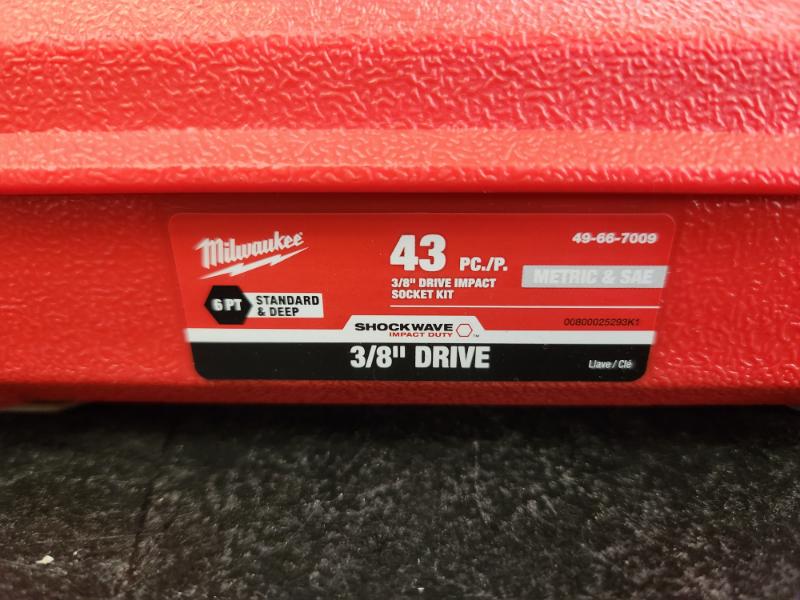 Milwaukee
6 PT STANDARD & DEEP
43 PC./P.
3/8" DRIVE IMPACT
SOCKET KIT
49-66-7009
METRIC & SAE
00800025293K1
SHOCKWAVE
IMPACT DUTY™
3/8" DRIVE
Llave / Clé